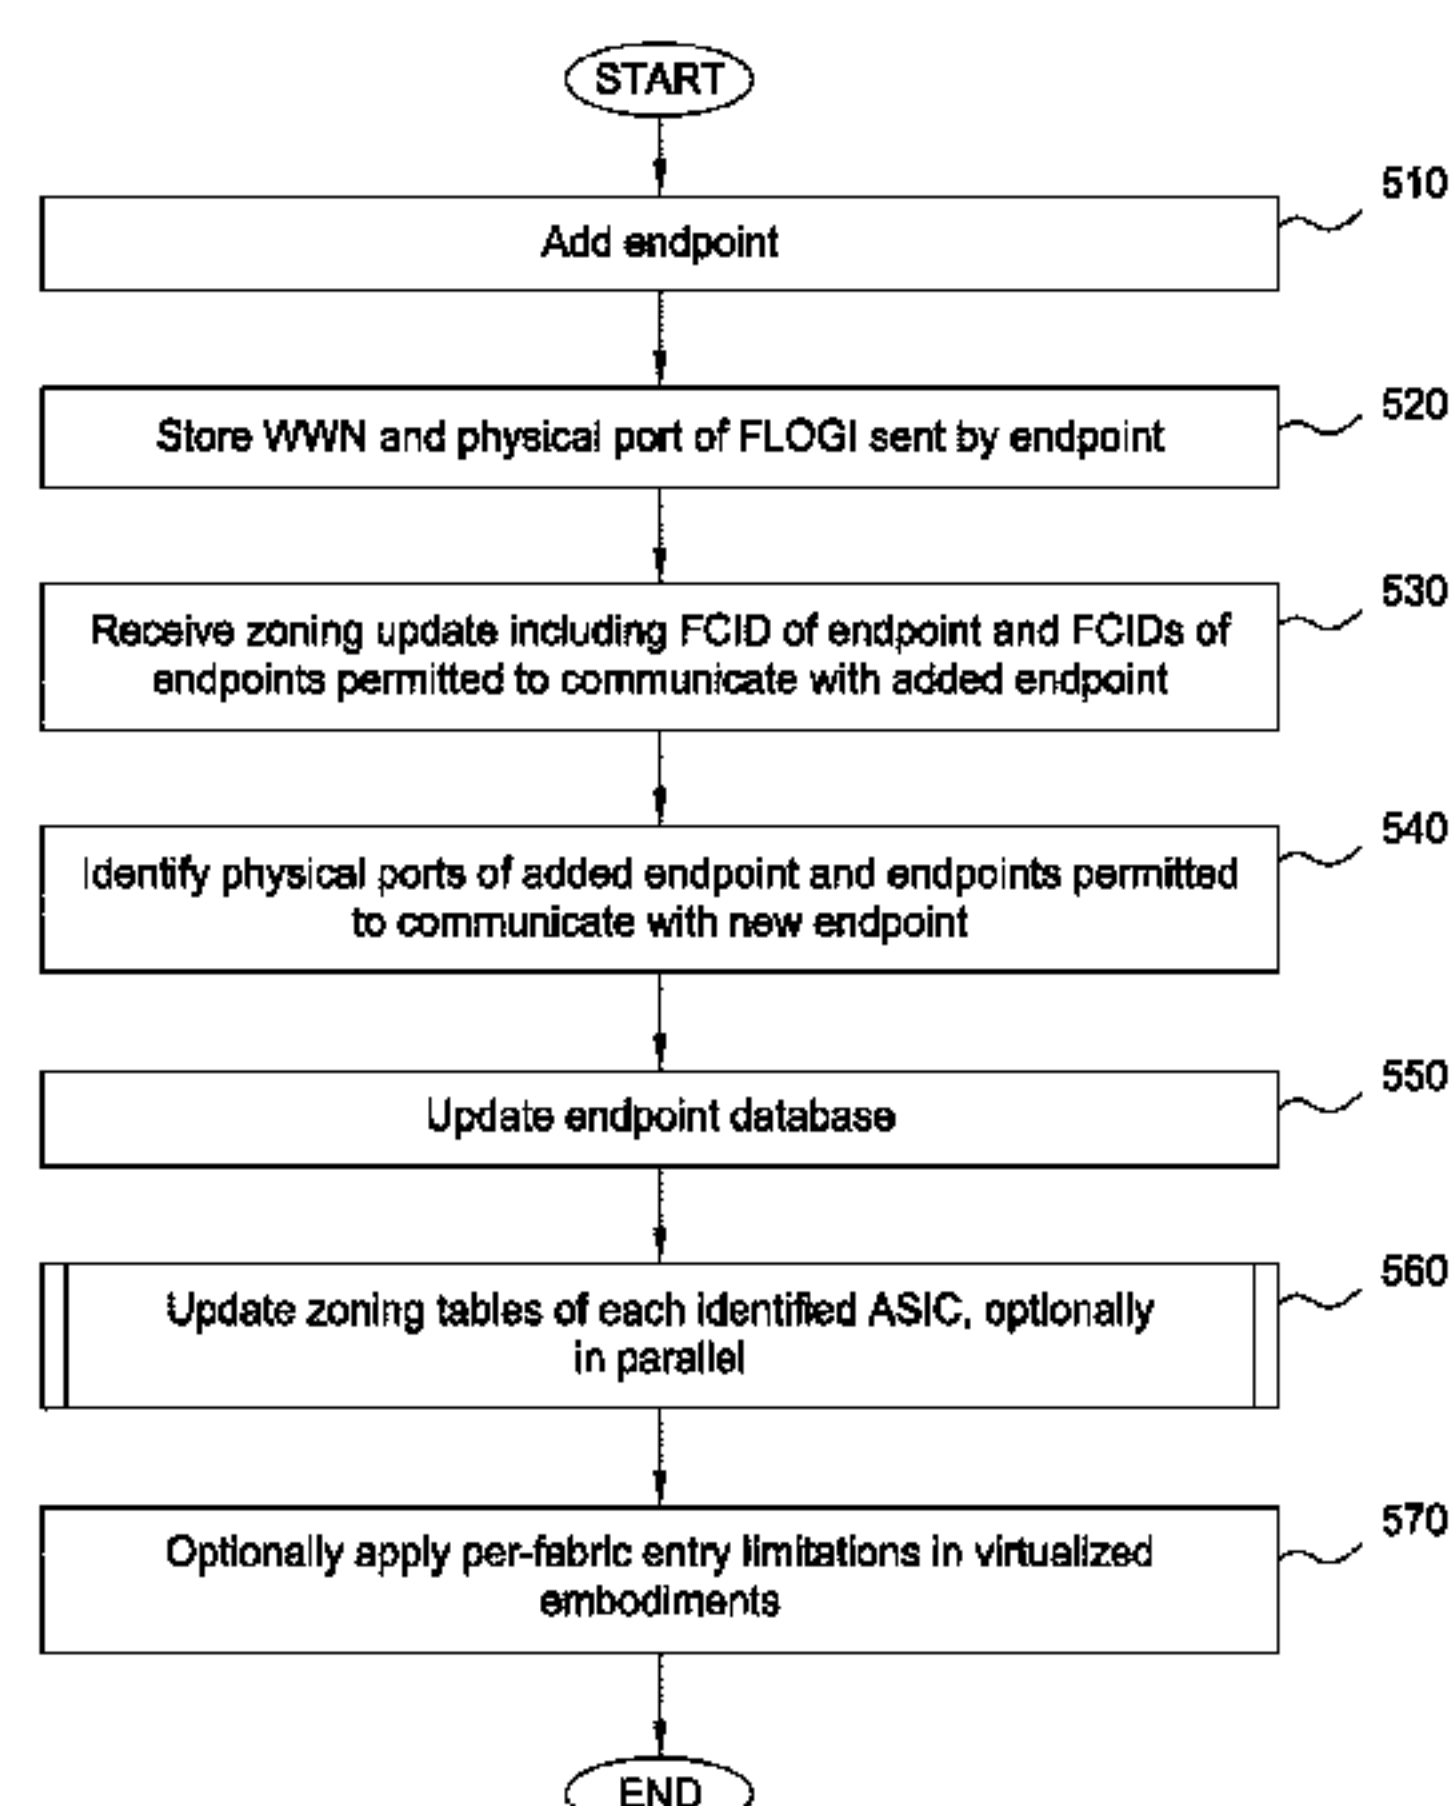 START
510
Add endpoint
520
Store WWN and physical port of FLOGI sent by endpoint
530
Receive zoning update including FCID of endpoint and FCIDs of
endpoints permitted to communicate with added endpoint
540
Identify physical ports of added endpoint and endpoints permitted
to communicate with new endpoint
550
Update endpoint database
560
Update zoning tables of each identified ASIC, optionally
in parallel
570
Optionally apply per-fabric entry limitations in virtualized
embodiments
END